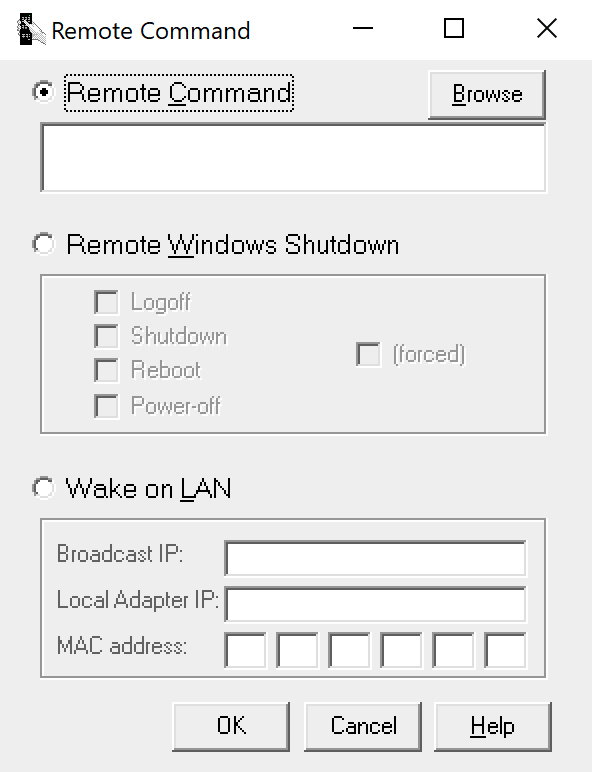 Remote Command
Remote Command
Browse
Remote Windows Shutdown
Logoff
Shutdown
(forced)
Reboot
Power-off
Wake on LAN
Broadcast IP:
Local Adapter IP:
MAC address:
OK Cancel Help